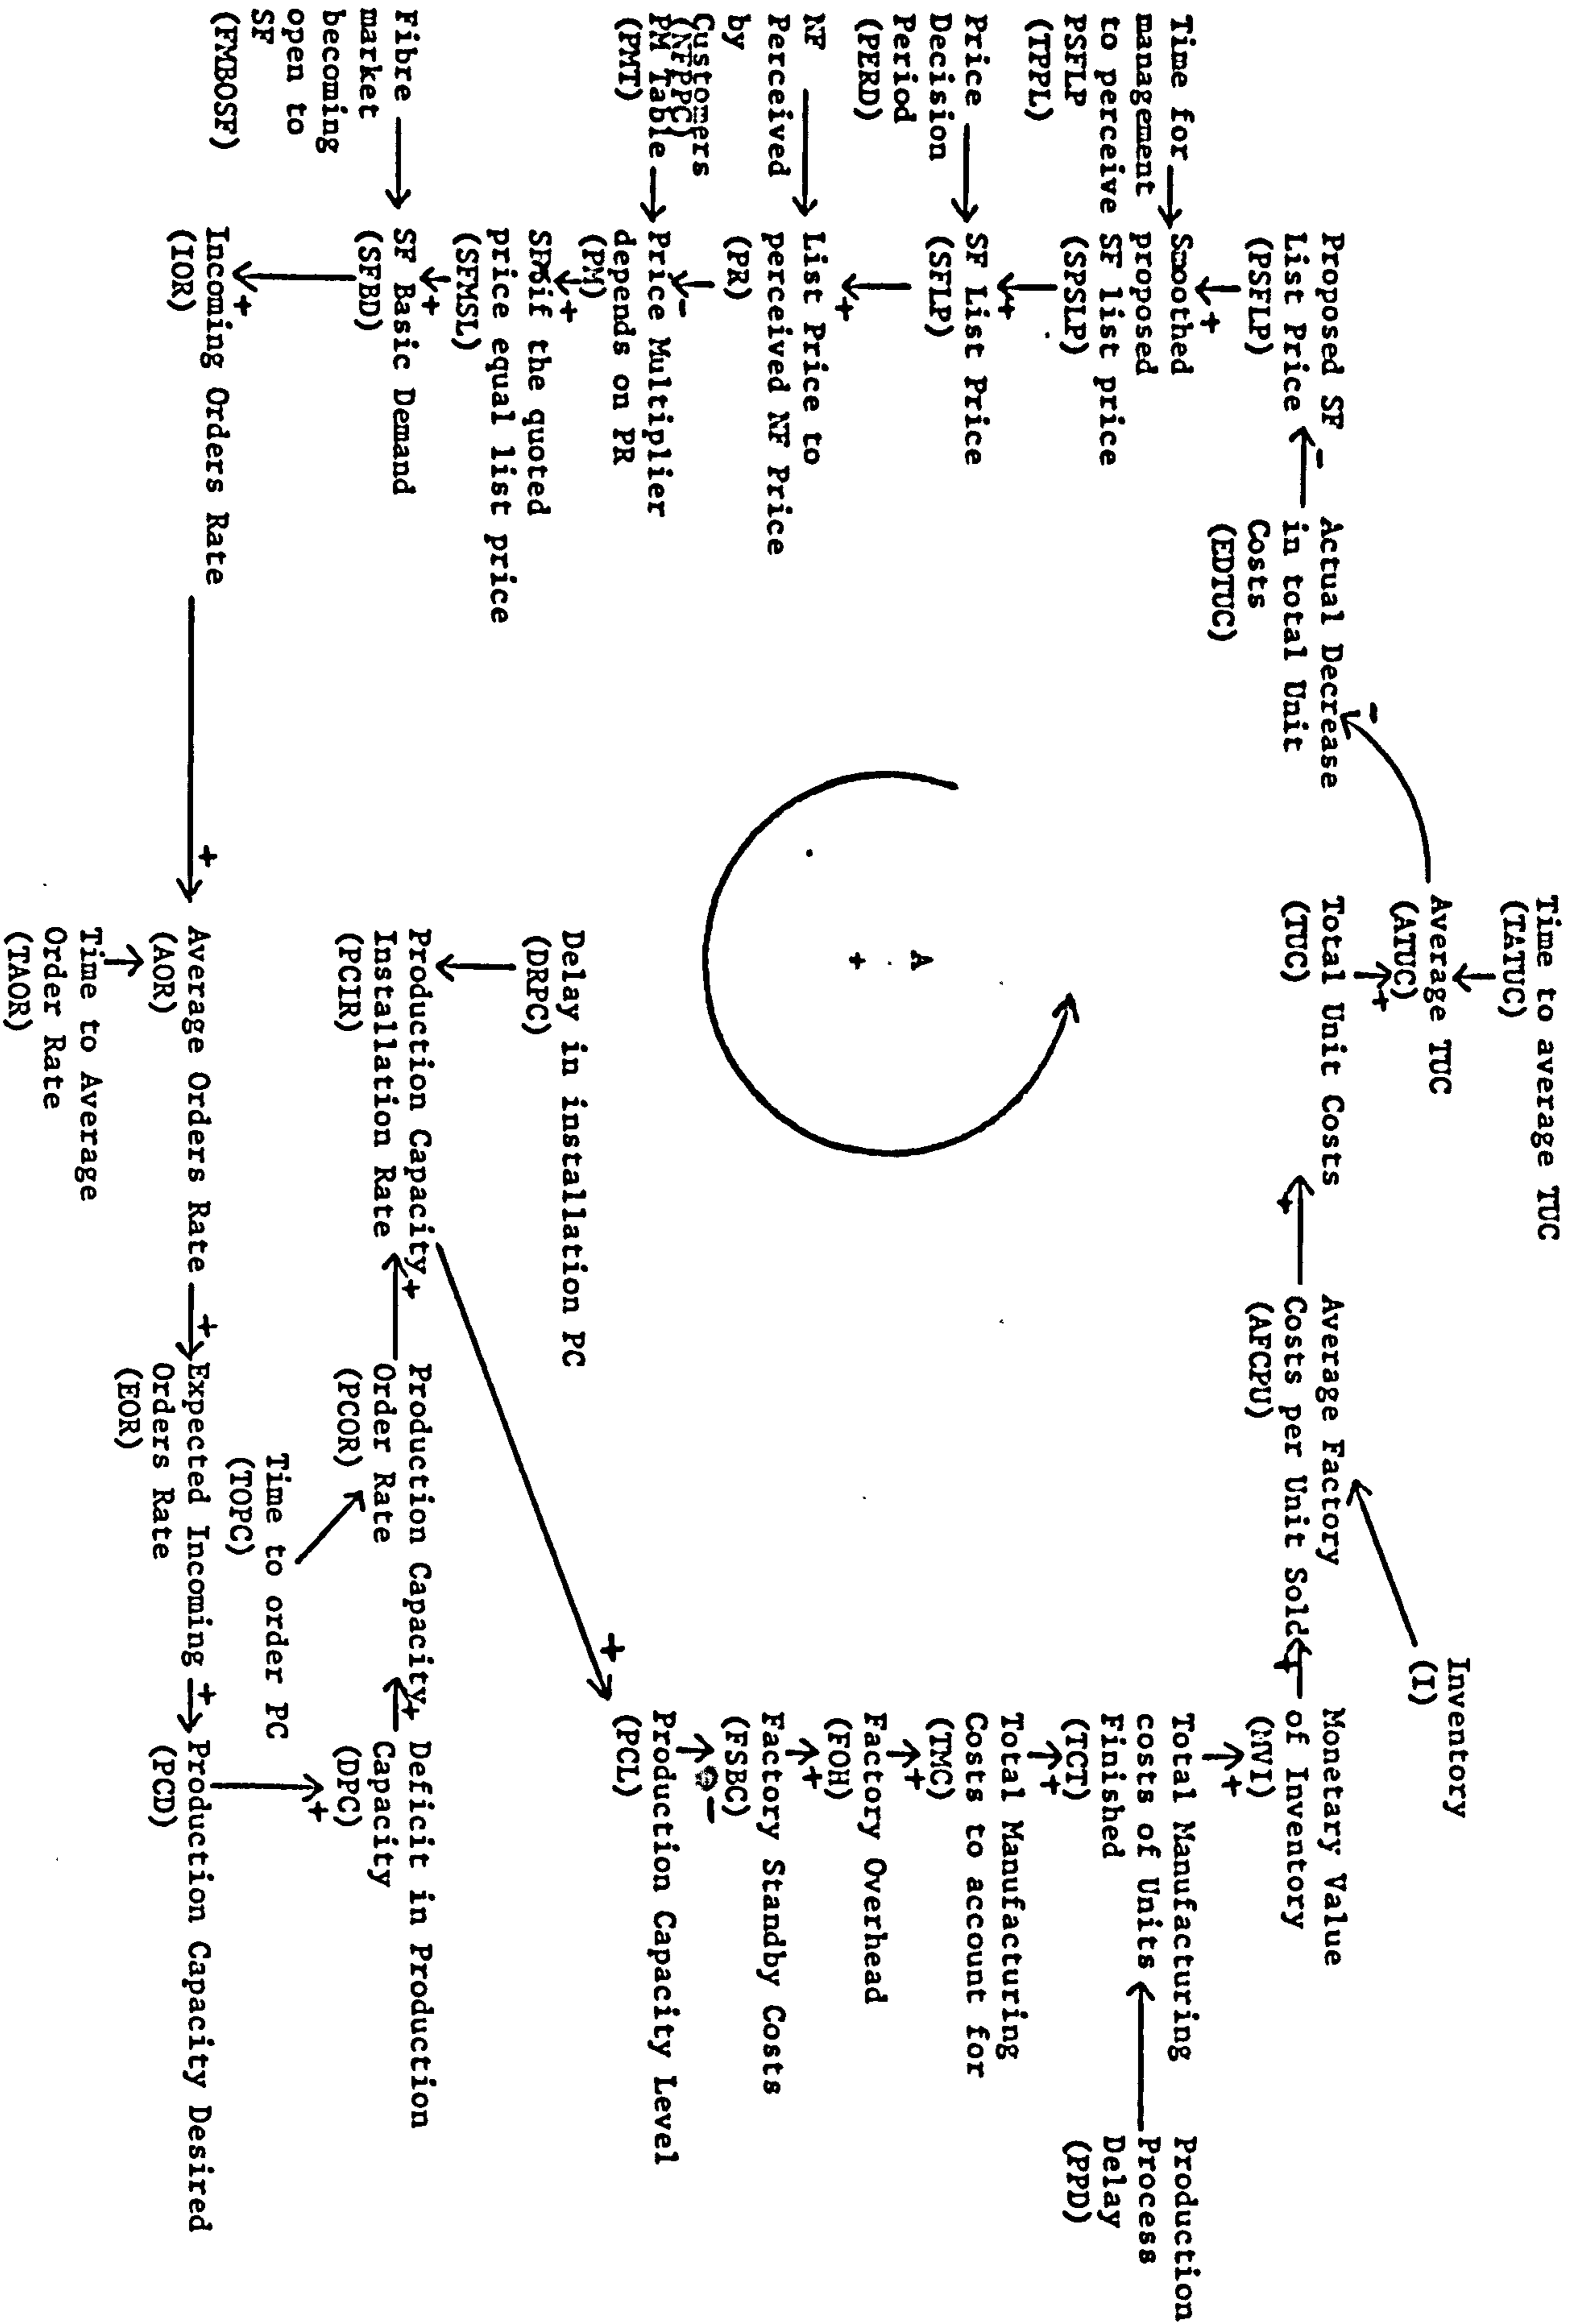 Time to average TUC
(TATUC)
Average TUC
(ATUC)
-
+
Inventory
(I)
Proposed SF
List Price
(PSFLP)
-
Actual Decrease
in total Unit
Costs
(EDTUC)
Total Unit Costs
(TUC)
+
Average Factory
Costs per Unit Sold
(AFCPU)
+
Monetary Value
of Inventory
(MVI)
+
Time for
management
to perceive
PSFLP
(TPPL)
+
Smoothed
proposed
SF list price
(SPSLP)
Total Manufacturing
costs of Units
Finished
(TCT)
+
Production
Process
Delay
(PPD)
Price
Decision
Period
(PERD)
+
SF List Price
(SFLP)
Total Manufacturing
Costs to account for
(TMC)
+
NF
Perceived
by
Customers
(NFPPC)
+
List Price to
perceived NF Price
(PR)
A
+
Factory Overhead
(FOH)
+
PM Table
(PMT)
-
Price Multiplier
depends on PR
(PM)
Factory Standby Costs
(FSBC)
-
Production Capacity Level
(PCL)
+
+
if the quoted
price equal list price
(SFMSL)
Delay in installation PC
(DRPC)
Fibre
market
becoming
open to
SF
(FMBOSF)
+
SF Basic Demand
(SFBD)
Production Capacity
Installation Rate
(PCIR)
+
Production Capacity
Order Rate
(PCOR)
+
Deficit in Production
Capacity
(DPC)
+
Time to order PC
(TOPC)
+
Incoming Orders Rate
(IOR)
+
Average Orders Rate
(AOR)
+
Expected Incoming
Orders Rate
(EOR)
+
Production Capacity Desired
(PCD)
Time to Average
Order Rate
(TAOR)